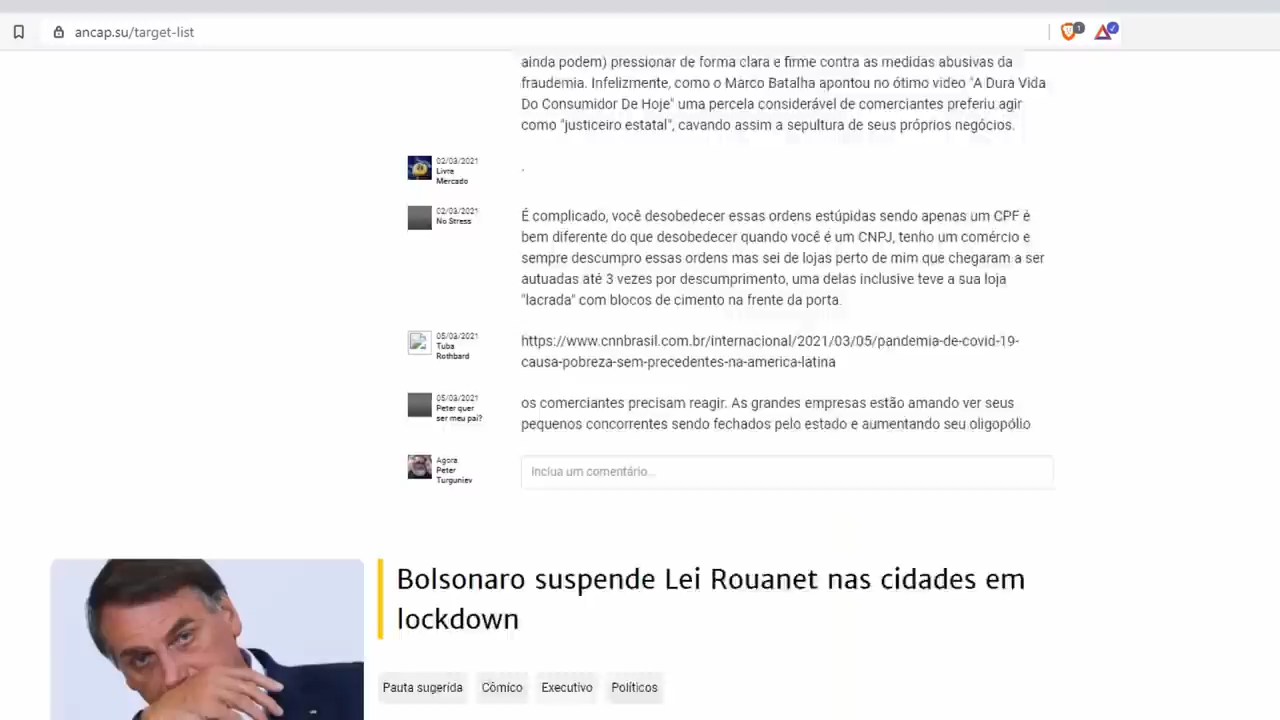 ancap.su/target-list
1
ainda podem) pressionar de forma clara e firme contra as medidas abusivas da
fraudemia. Infelizmente, como o Marco Batalha apontou no ótimo video "A Dura Vida
Do Consumidor De Hoje" uma percela considerável de comerciantes preferiu agir
como "justiceiro estatal", cavando assim a sepultura de seus próprios negócios.
02/03/2021
Livre
Mercado
.
02/03/2021
No Stress
É complicado, você desobedecer essas ordens estúpidas sendo apenas um CPF é
bem diferente do que desobedecer quando você é um CNPJ, tenho um comércio e
sempre descumpro essas ordens mas sei de lojas perto de mim que chegaram a ser
autuadas até 3 vezes por descumprimento, uma delas inclusive teve a sua loja
"lacrada" com blocos de cimento na frente da porta.
05/03/2021
Tuba
Rothbard
https://www.cnnbrasil.com.br/internacional/2021/03/05/pandemia-de-covid-19-
causa-pobreza-sem-precedentes-na-america-latina
05/03/2021
Peter quer
ser meu pai?
os comerciantes precisam reagir. As grandes empresas estão amando ver seus
pequenos concorrentes sendo fechados pelo estado e aumentando seu oligopólio
Agora
Peter
Turguniev
Inclua um comentário...
Bolsonaro suspende Lei Rouanet nas cidades em
lockdown
Pauta sugerida
Cômico
Executivo
Políticos